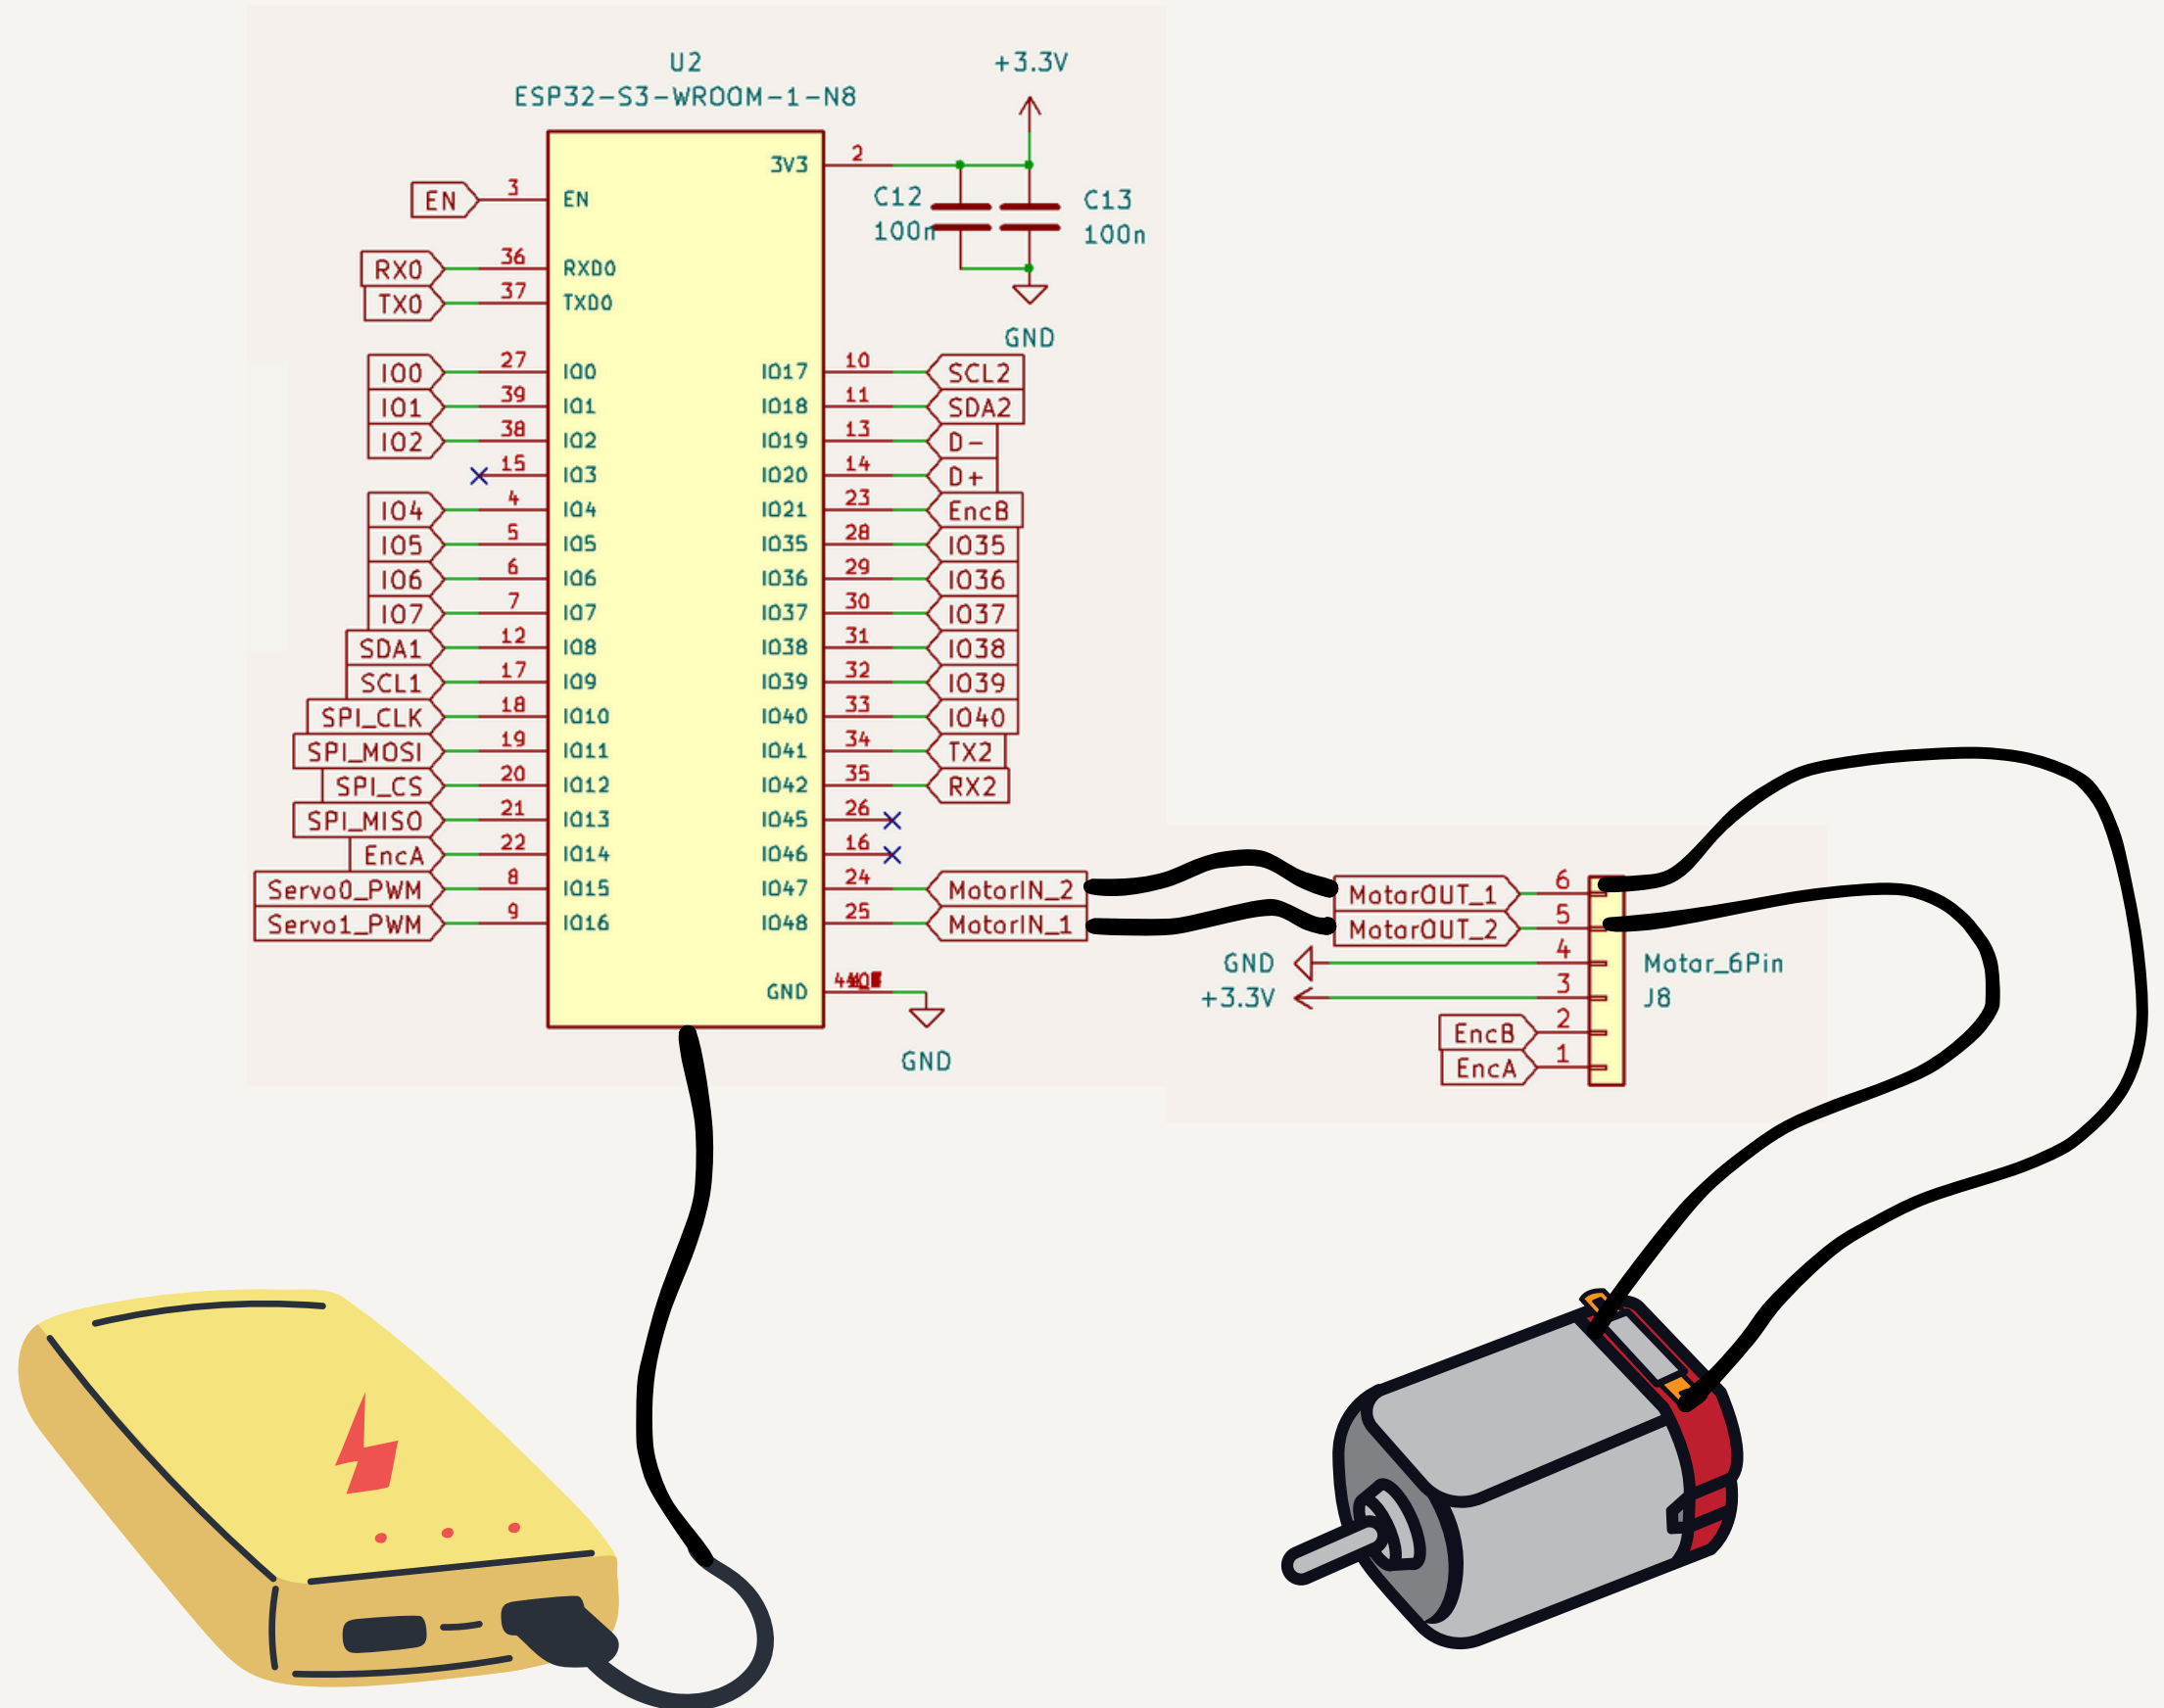 U2
ESP32-S3-WROOM-1-N8
+3.3V
3V3 2
EN 3 EN
C12
100n
C13
100n
GND
RX0 36 RXD0
TX0 37 TXD0
IO0 27 IO0 IO17 10 SCL2
IO1 39 IO1 IO18 11 SDA2
IO2 38 IO2 IO19 13 D-
15 IO3 IO20 14 D+
IO4 4 IO4 IO21 23 EncB
IO5 5 IO5 IO35 28 IO35
IO6 6 IO6 IO36 29 IO36
IO7 7 IO7 IO37 30 IO37
SDA1 12 IO8 IO38 31 IO38
SCL1 17 IO9 IO39 32 IO39
SPI_CLK 18 IO10 IO40 33 IO40
SPI_MOSI 19 IO11 IO41 34 TX2
SPI_CS 20 IO12 IO42 35 RX2
SPI_MISO 21 IO13 IO45 26
EncA 22 IO14 IO46 16
Servo0_PWM 8 IO15 IO47 24 MotorIN_2
Servo1_PWM 9 IO16 IO48 25 MotorIN_1
GND
GND
MotorOUT_1 6
MotorOUT_2 5
GND 4
+3.3V 3
EncB 2
EncA 1
Motor_6Pin
J8